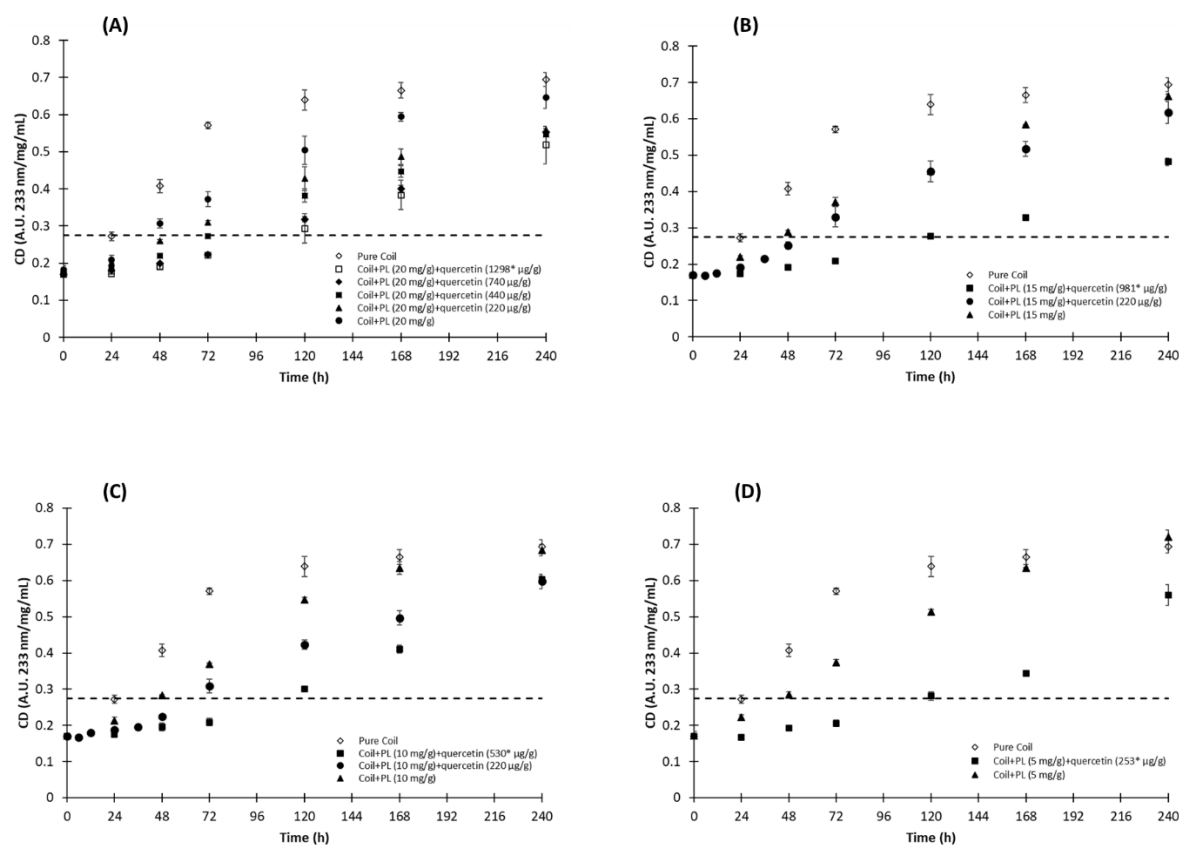 (A)
CD (A.U. 233 nm/mg/mL)
0.8
0.7
0.6
0.5
0.4
0.3
0.2
0.1
0
Pure Coil
Coil+PL (20 mg/g)+quercetin (1298* µg/g)
Coil+PL (20 mg/g)+quercetin (740 µg/g)
Coil+PL (20 mg/g)+quercetin (440 µg/g)
Coil+PL (20 mg/g)+quercetin (220 µg/g)
Coil+PL (20 mg/g)
0 24 48 72 96 120 144 168 192 216 240
Time (h)
(B)
CD (A.U. 233 nm/mg/mL)
0.8
0.7
0.6
0.5
0.4
0.3
0.2
0.1
0
Pure Coil
Coil+PL (15 mg/g)+quercetin (981* µg/g)
Coil+PL (15 mg/g)+quercetin (220 µg/g)
Coil+PL (15 mg/g)
0 24 48 72 96 120 144 168 192 216 240
Time (h)
(C)
CD (A.U. 233 nm/mg/mL)
0.8
0.7
0.6
0.5
0.4
0.3
0.2
0.1
0
Pure Coil
Coil+PL (10 mg/g)+quercetin (530* µg/g)
Coil+PL (10 mg/g)+quercetin (220 µg/g)
Coil+PL (10 mg/g)
0 24 48 72 96 120 144 168 192 216 240
Time (h)
(D)
CD (A.U. 233 nm/mg/mL)
0.8
0.7
0.6
0.5
0.4
0.3
0.2
0.1
0
Pure Coil
Coil+PL (5 mg/g)+quercetin (253* µg/g)
Coil+PL (5 mg/g)
0 24 48 72 96 120 144 168 192 216 240
Time (h)